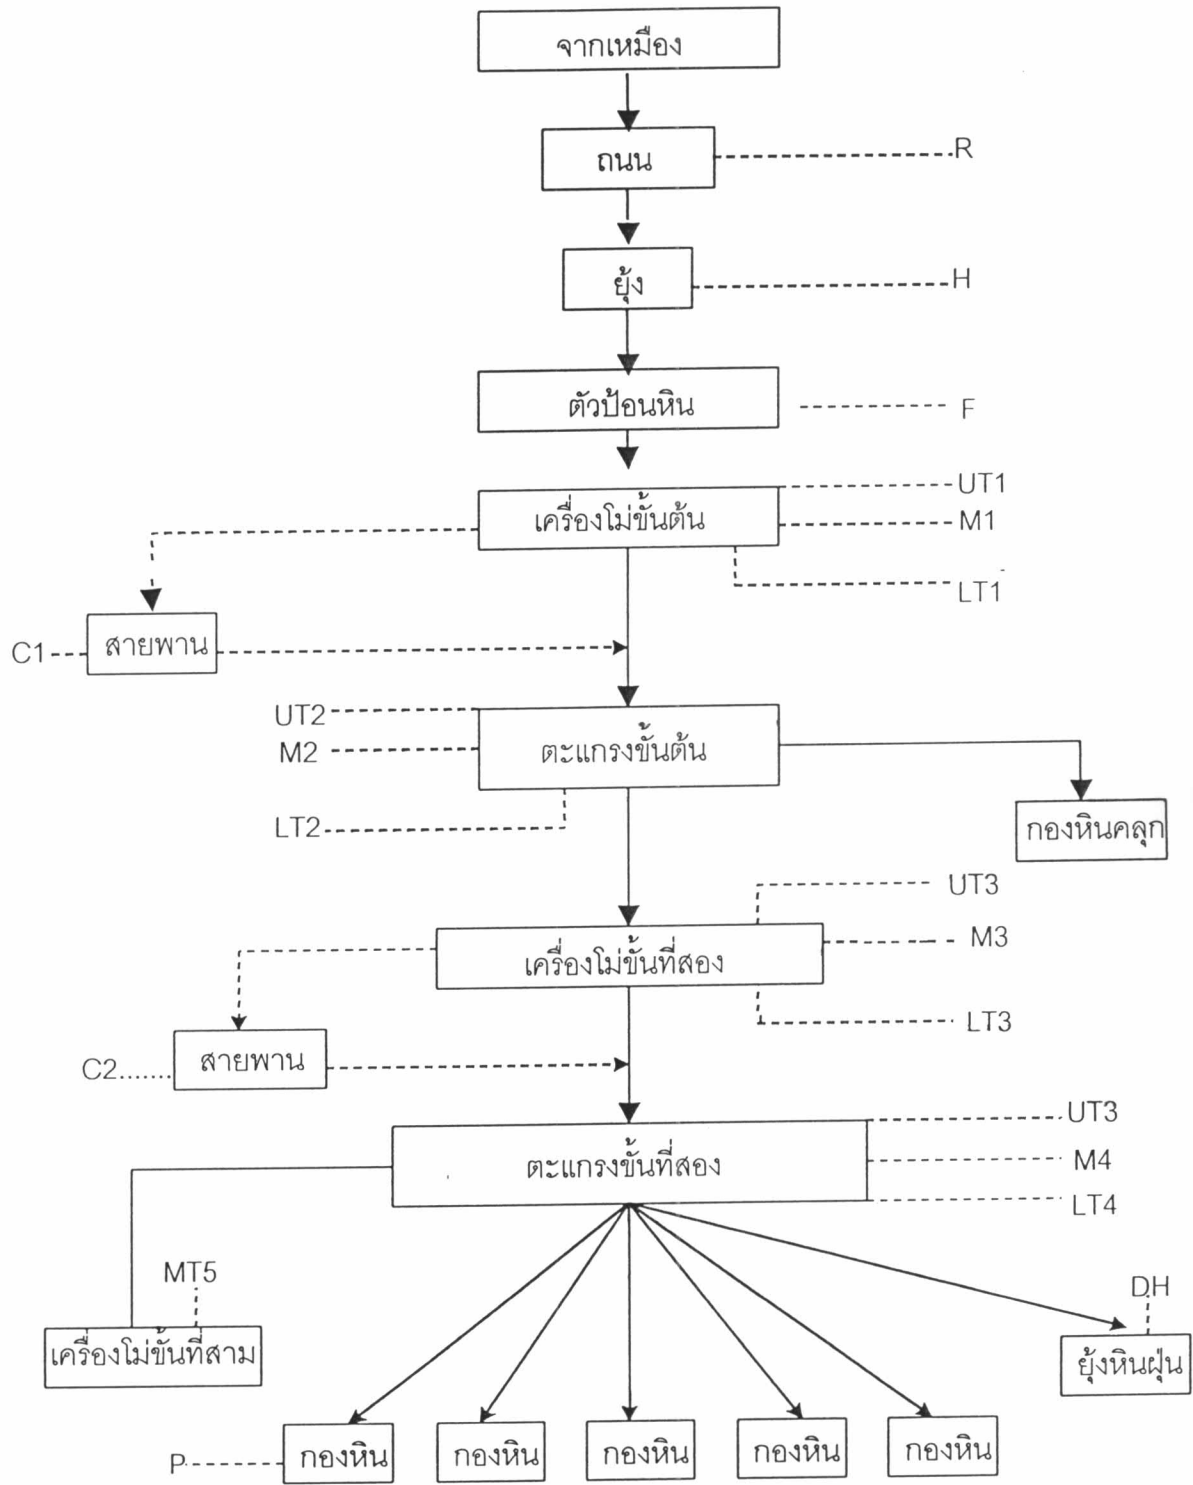 จากเหมือง
ถนน
R
ยุ้ง
H
ตัวป้อนหิน
F
UT1
เครื่องโม่ขั้นต้น
M1
LT1
C1
สายพาน
UT2
M2
ตะแกรงขั้นต้น
LT2
กองหินคลุก
UT3
M3
เครื่องโม่ขั้นที่สอง
LT3
C2.......
สายพาน
UT3
ตะแกรงขั้นที่สอง
M4
LT4
MT5
DH
เครื่องโม่ขั้นที่สาม
ยุ้งหินฝุ่น
P
กองหิน
กองหิน
กองหิน
กองหิน
กองหิน